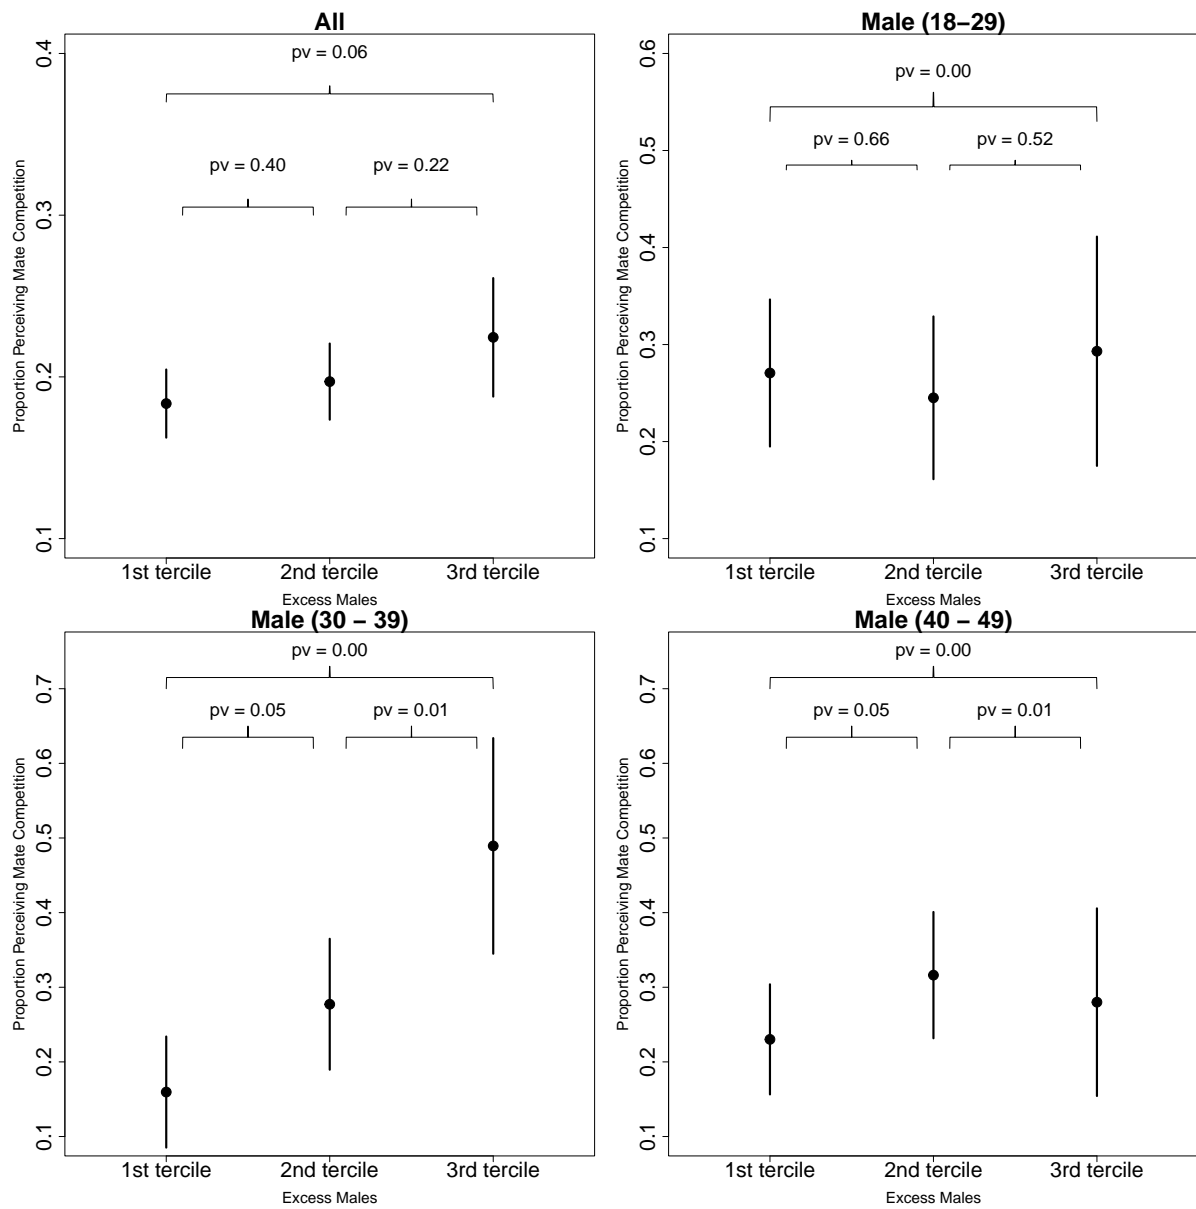 All
pv = 0.06
pv = 0.40
pv = 0.22
Proportion Perceiving Mate Competition
0.4
0.3
0.2
0.1
1st tercile
2nd tercile
3rd tercile
Excess Males
Male (18−29)
pv = 0.00
pv = 0.66
pv = 0.52
Proportion Perceiving Mate Competition
0.6
0.5
0.4
0.3
0.2
0.1
1st tercile
2nd tercile
3rd tercile
Excess Males
Male (30 − 39)
pv = 0.00
pv = 0.05
pv = 0.01
Proportion Perceiving Mate Competition
0.7
0.6
0.5
0.4
0.3
0.2
0.1
1st tercile
2nd tercile
3rd tercile
Excess Males
Male (40 − 49)
pv = 0.00
pv = 0.05
pv = 0.01
Proportion Perceiving Mate Competition
0.7
0.6
0.5
0.4
0.3
0.2
0.1
1st tercile
2nd tercile
3rd tercile
Excess Males